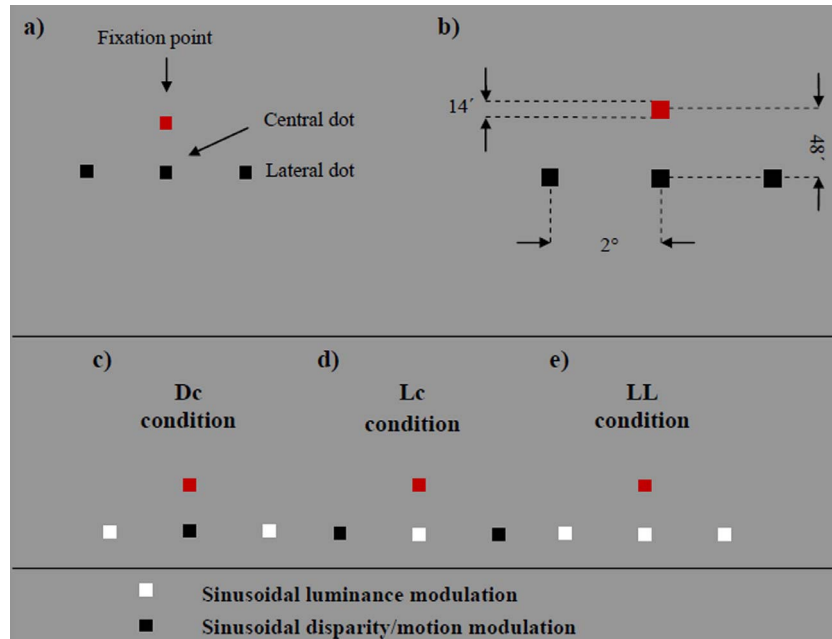 a)
Fixation point
Central dot
Lateral dot
b)
14´
48´
2°
c)
Dc
condition
d)
Lc
condition
e)
LL
condition
Sinusoidal luminance modulation
Sinusoidal disparity/motion modulation